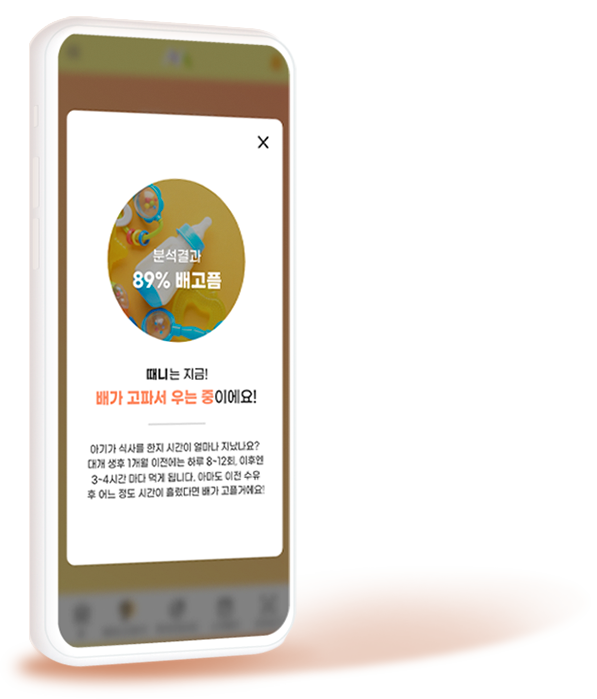 분석결과
89% 배고픔
때니는 지금!
배가 고파서 우는 중이에요!
아기가 식사를 한지 시간이 얼마나 지났나요?
대개 생후 1개월 이전에는 하루 8~12회, 이후엔
3~4시간 마다 먹게 됩니다. 아마도 이전 수유
후 어느 정도 시간이 흘렀다면 배가 고플거에요!